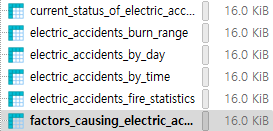 current_status_of_electric_acc... 16.0 KiB
electric_accidents_burn_range 16.0 KiB
electric_accidents_by_day 16.0 KiB
electric_accidents_by_time 16.0 KiB
electric_accidents_fire_statistics 16.0 KiB
factors_causing_electric_ac... 16.0 KiB